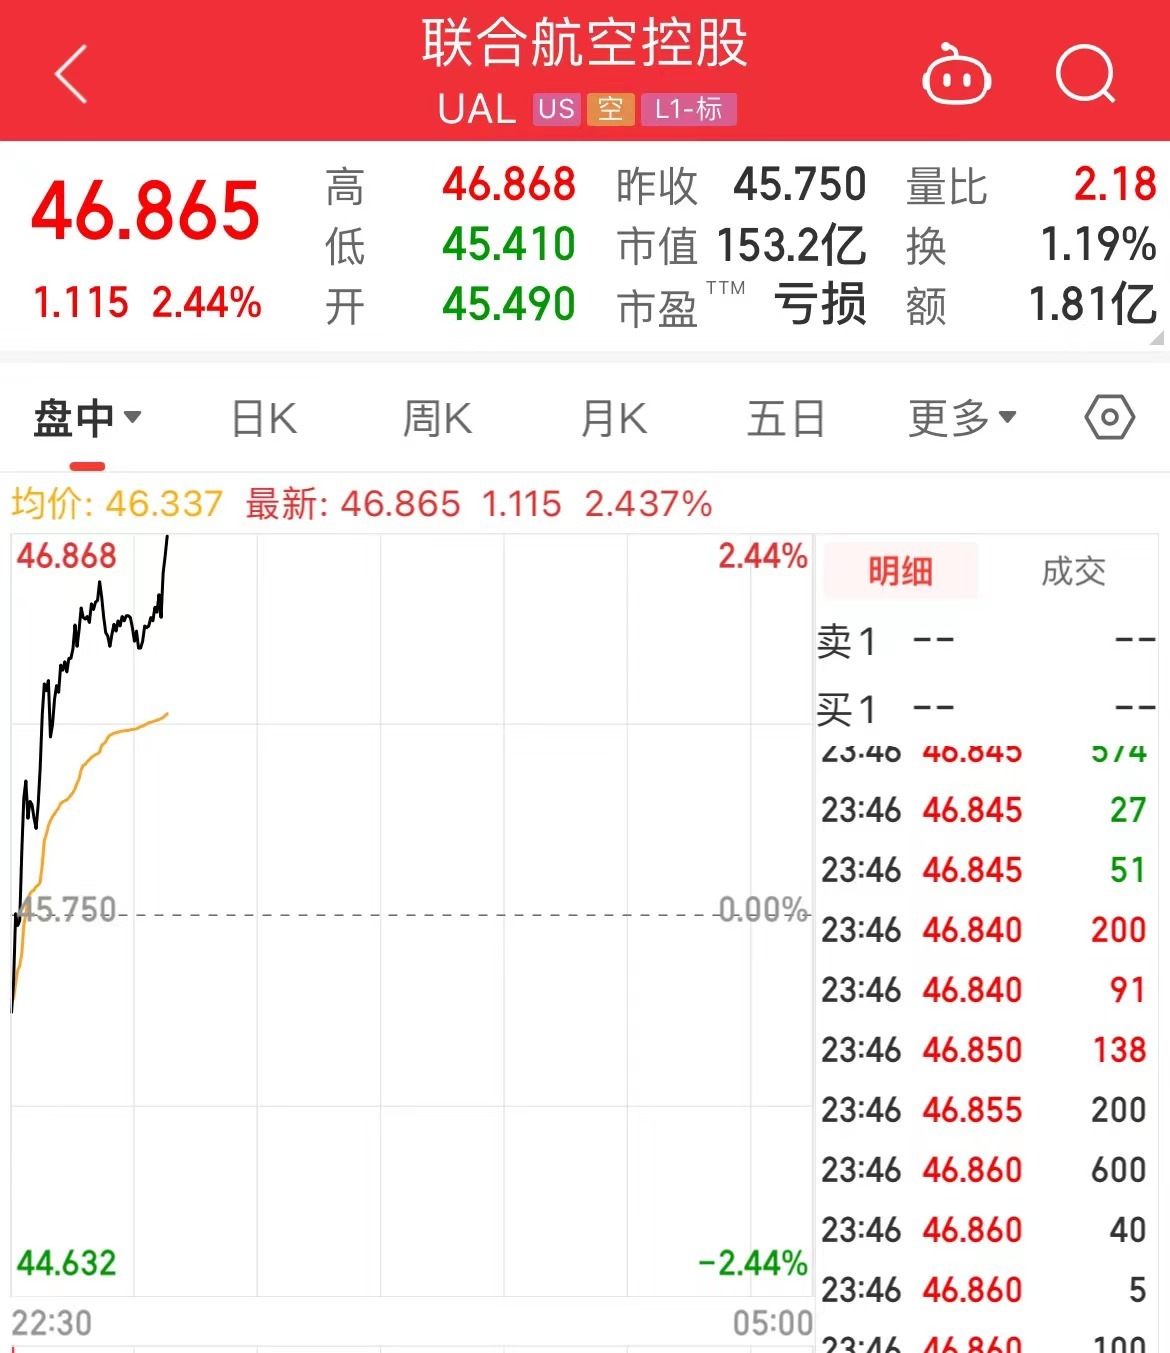 联合航空控股
UAL US 空 L1-标
46.865
1.115 2.44%
高 46.868 昨收 45.750 量比 2.18
低 45.410 市值 153.2亿 换 1.19%
开 45.490 市盈TTM 亏损 额 1.81亿
盘中 日K 周K 月K 五日 更多
均价: 46.337 最新: 46.865 1.115 2.437%
46.868 2.44%
45.750 0.00%
44.632 -2.44%
22:30 05:00
明细 成交
卖1 -- --
买1 -- --
23:46 46.845 574
23:46 46.845 27
23:46 46.845 51
23:46 46.840 200
23:46 46.840 91
23:46 46.850 138
23:46 46.855 200
23:46 46.860 600
23:46 46.860 40
23:46 46.860 5
23:46 46.860 100